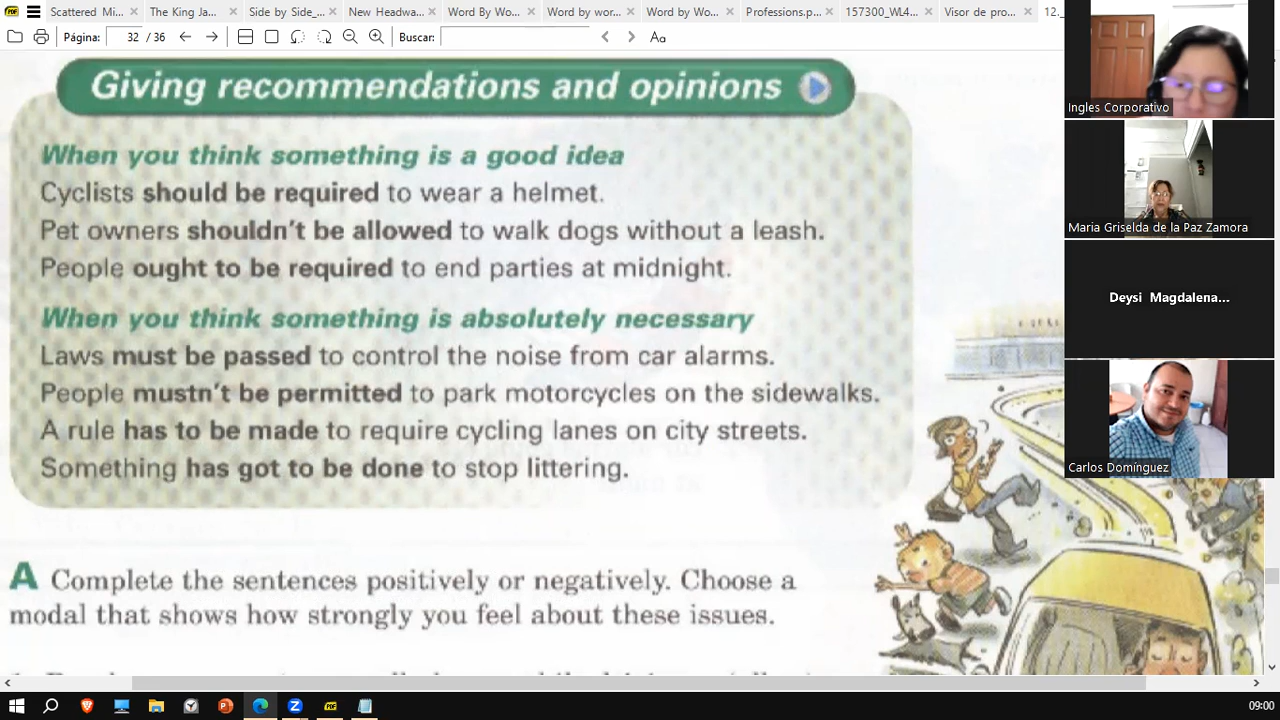 Scattered Mi...
The King Ja...
Side by Side_...
New Headwa...
Word By Wo...
Word by wor...
Word by Wo...
Professions.p...
157300_WL4...
Visor de pro...
12._
Página: 32 / 36
Buscar:
Aa
Giving recommendations and opinions
When you think something is a good idea
Cyclists should be required to wear a helmet.
Pet owners shouldn't be allowed to walk dogs without a leash.
People ought to be required to end parties at midnight.
When you think something is absolutely necessary
Laws must be passed to control the noise from car alarms.
People mustn't be permitted to park motorcycles on the sidewalks.
A rule has to be made to require cycling lanes on city streets.
Something has got to be done to stop littering.
A Complete the sentences positively or negatively. Choose a
modal that shows how strongly you feel about these issues.
Ingles Corporativo
Maria Griselda de la Paz Zamora
Deysi Magdalena...
Carlos Domínguez
09:00